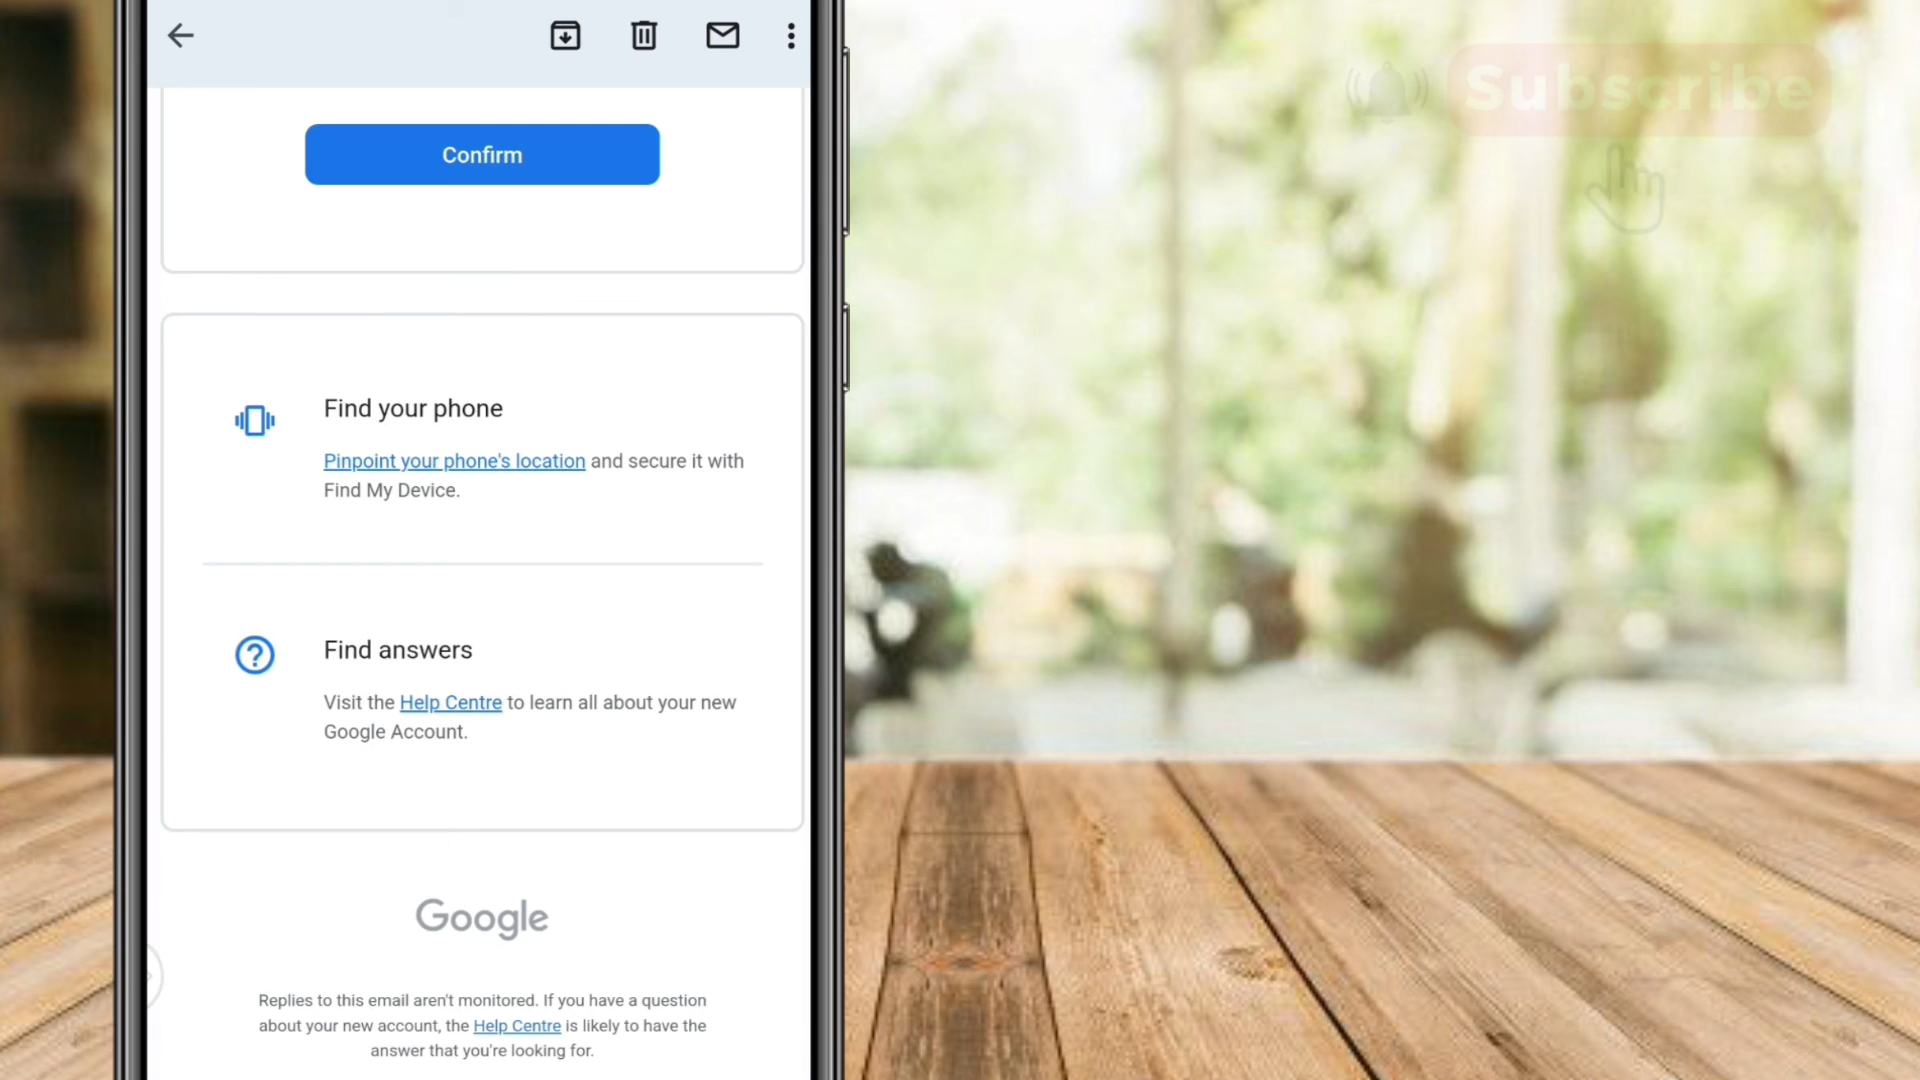 Subscribe
Confirm
Find your phone
Pinpoint your phone's location and secure it with
Find My Device.
Find answers
Visit the Help Centre to learn all about your new
Google Account.
Google
Replies to this email aren't monitored. If you have a question
about your new account, the Help Centre is likely to have the
answer that you're looking for.